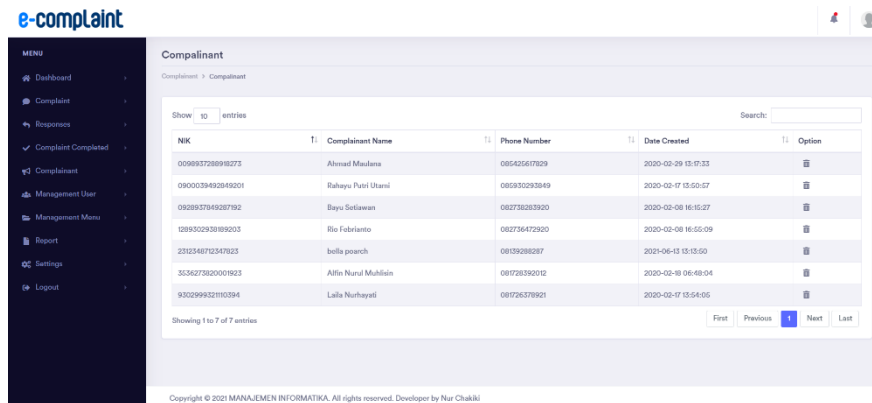 e-complaint
MENU
Dashboard
Complaint
Responses
Complaint Completed
Complainant
Management User
Management Menu
Report
Settings
Logout
Compalinant
Complainant > Compalinant
Show 10 entries Search:
NIK Complainant Name Phone Number Date Created Option
0098937288918273 Ahmad Maulana 085425617829 2020-02-29 13:17:33
0900039492849201 Rahayu Putri Utami 085930293849 2020-02-17 13:50:57
0928937849287192 Bayu Setiawan 082738283920 2020-02-08 16:15:27
1289302938189203 Rio Febrianto 082736472920 2020-02-08 16:55:09
2312348712347823 bella poarch 08139288287 2021-06-13 13:13:50
3536273820001923 Alfin Nurul Muhlisin 081728392012 2020-02-18 06:48:04
9302999321110394 Laila Nurhayati 081726378921 2020-02-17 13:54:05
Showing 1 to 7 of 7 entries First Previous 1 Next Last
Copyright © 2021 MANAJEMEN INFORMATIKA. All rights reserved. Developer by Nur Chakiki